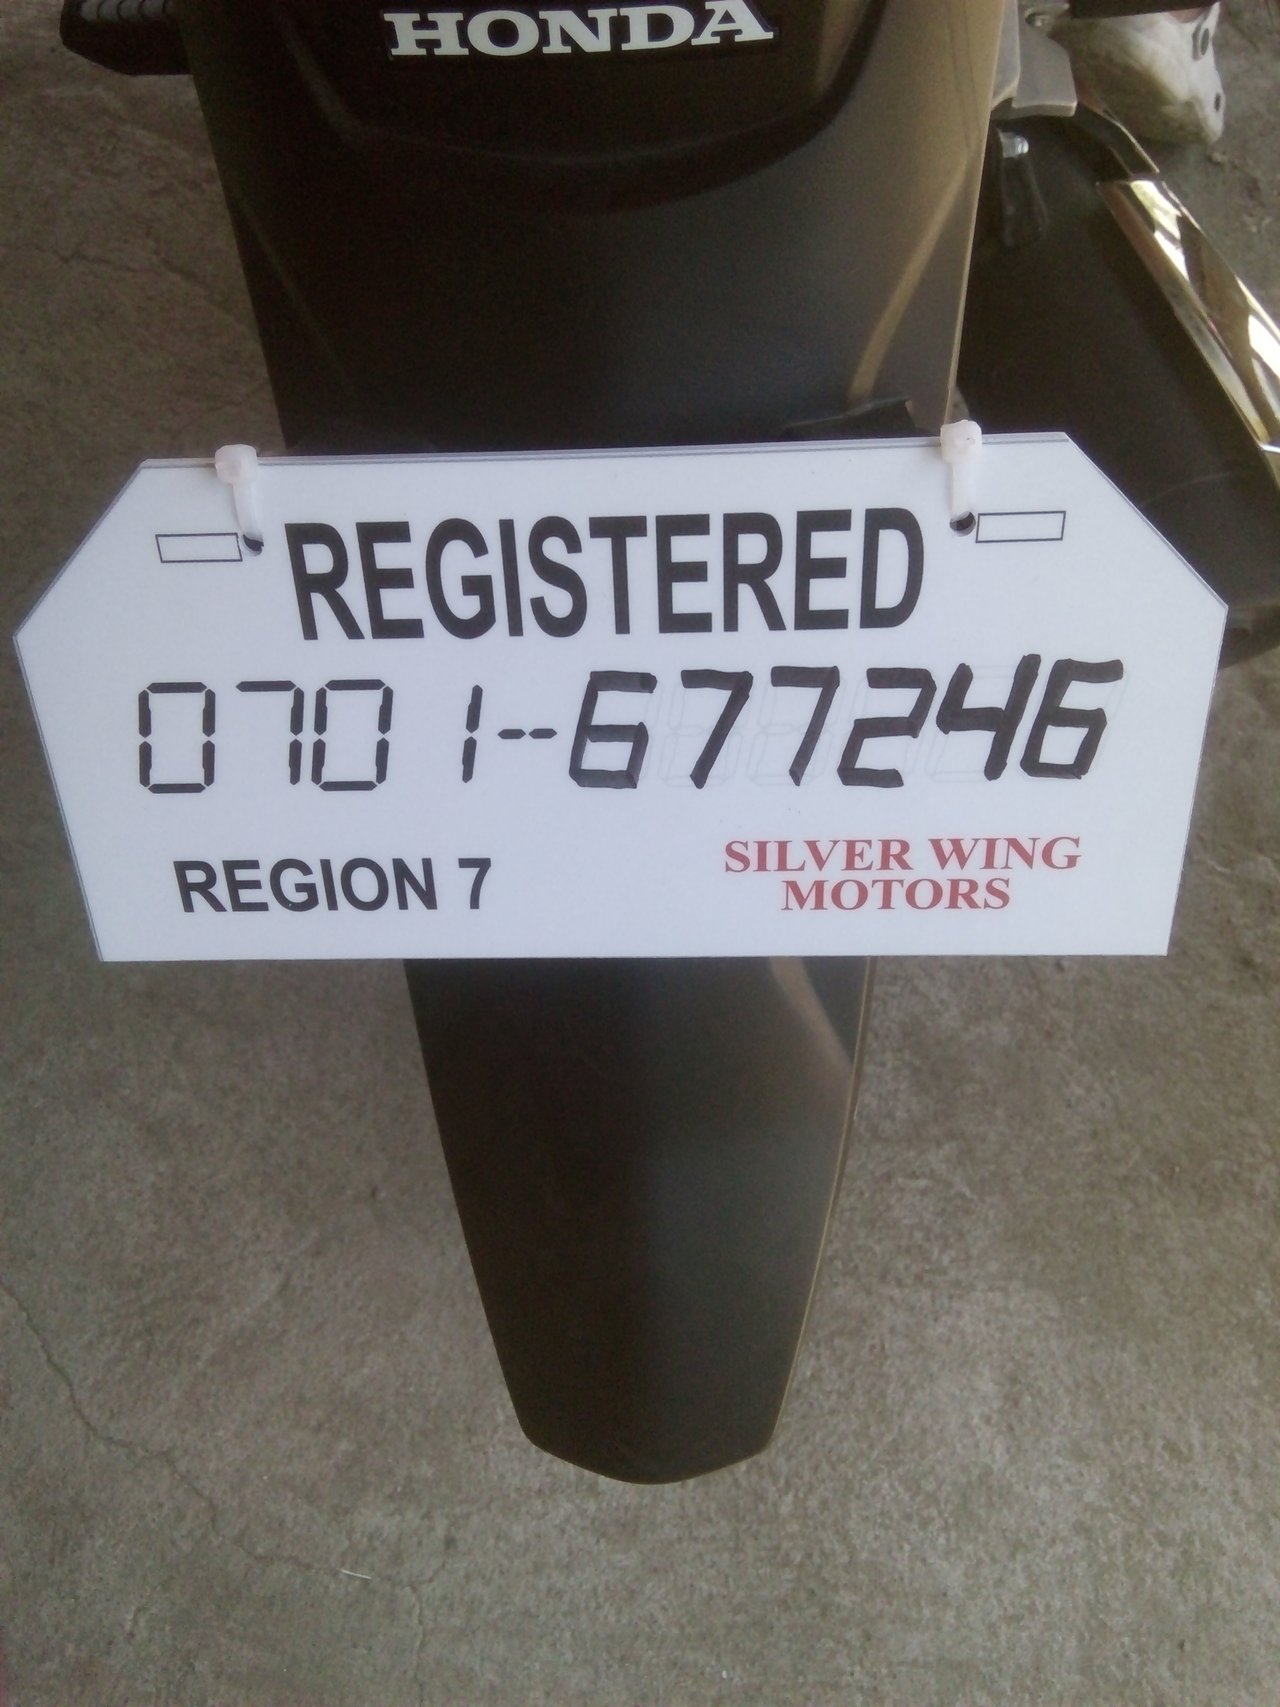 HONDA
REGISTERED
0701--677246
REGION 7
SILVER WING
MOTORS